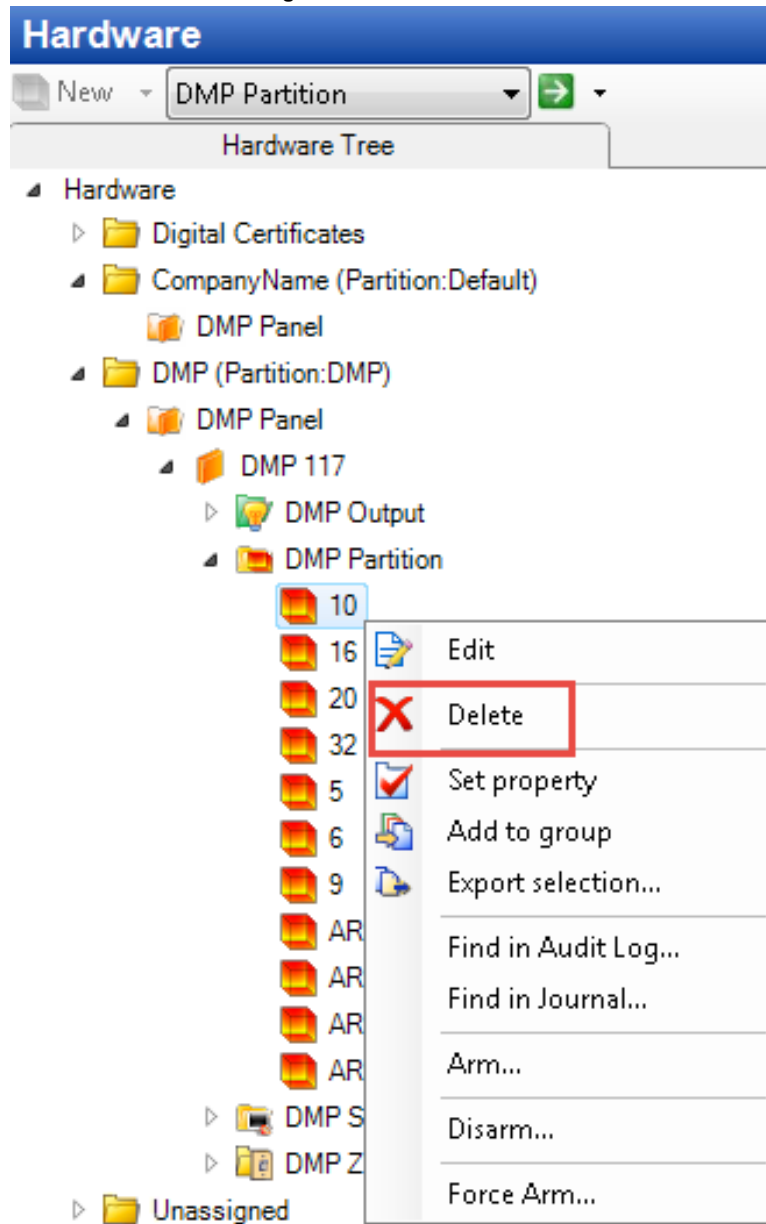 Hardware
New DMP Partition
Hardware Tree
Hardware
Digital Certificates
CompanyName (Partition:Default)
DMP Panel
DMP (Partition:DMP)
DMP Panel
DMP 117
DMP Output
DMP Partition
10
16 Edit
20 Delete
32
5 Set property
6 Add to group
9 Export selection...
AR Find in Audit Log...
AR Find in Journal...
AR
AR Arm...
DMP S Disarm...
DMP Z
Unassigned Force Arm...